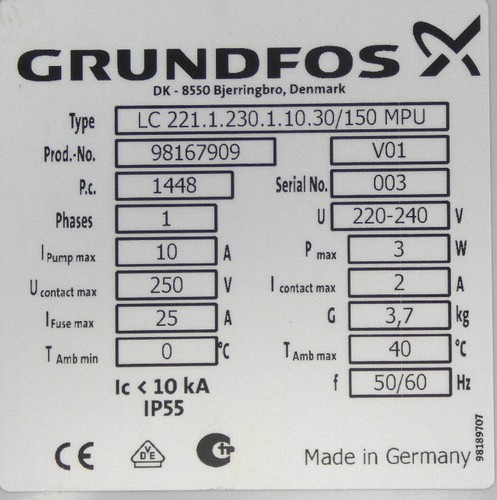 GRUNDFOS X
DK - 8550 Bjerringbro, Denmark
Type LC 221.1.230.1.10.30/150 MPU
Prod.-No. 98167909 V01
P.c. 1448 Serial No. 003
Phases 1 U 220-240 V
I Pump max 10 A P max 3 W
U contact max 250 V I contact max 2 A
I Fuse max 25 A G 3,7 kg
T Amb min 0 °C T Amb max 40 °C
Ic < 10 kA f 50/60 Hz
IP55
CE VDE Made in Germany
98189707